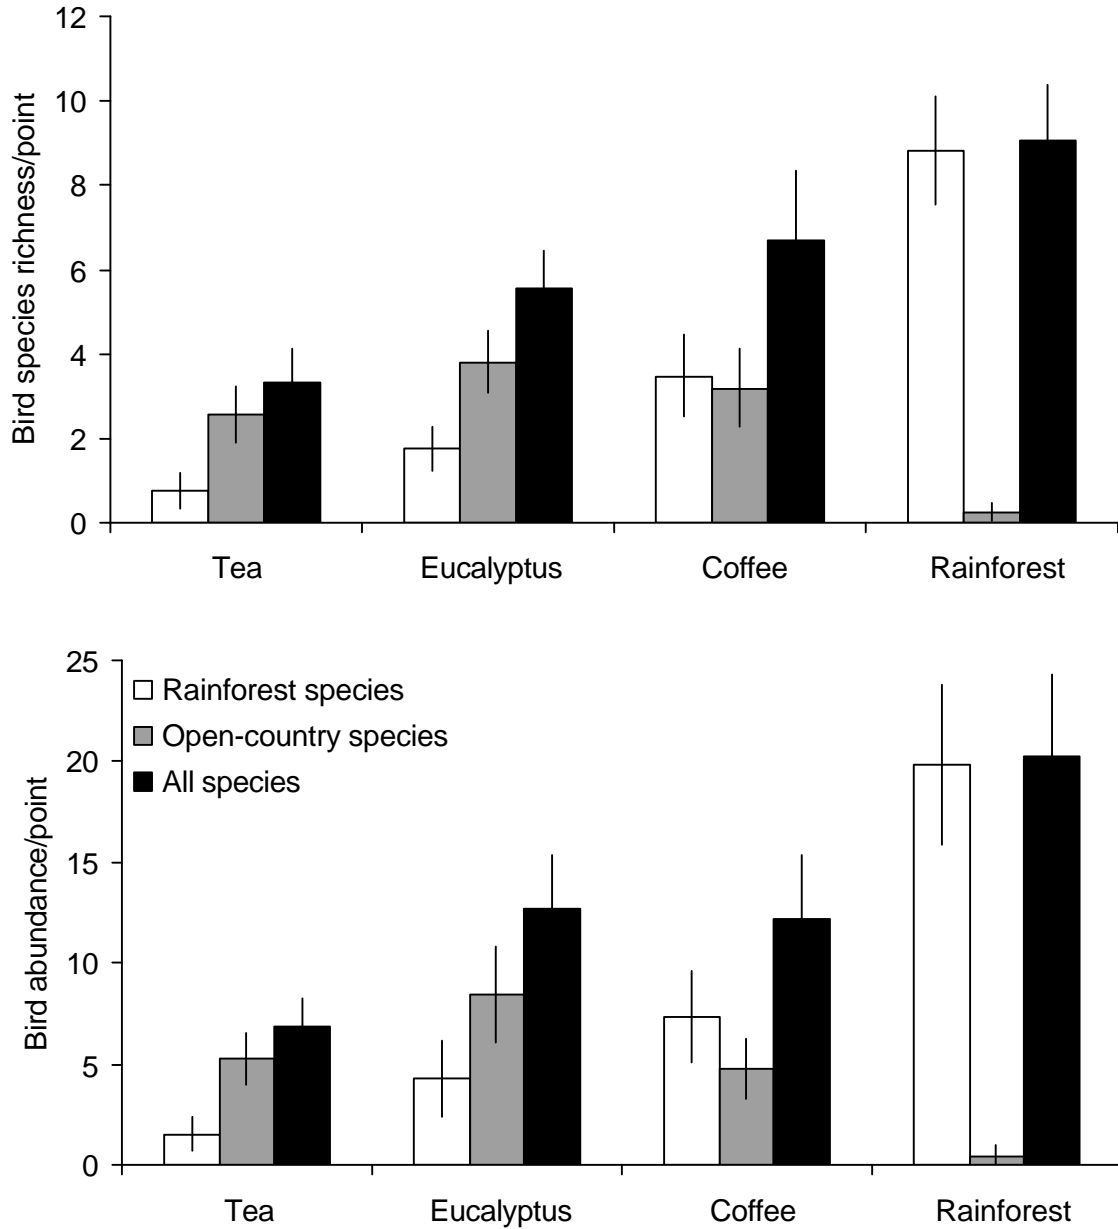 Bird species richness/point
12
10
8
6
4
2
0
Tea Eucalyptus Coffee Rainforest
Bird abundance/point
25
20
15
10
5
0
Rainforest species
Open-country species
All species
Tea Eucalyptus Coffee Rainforest